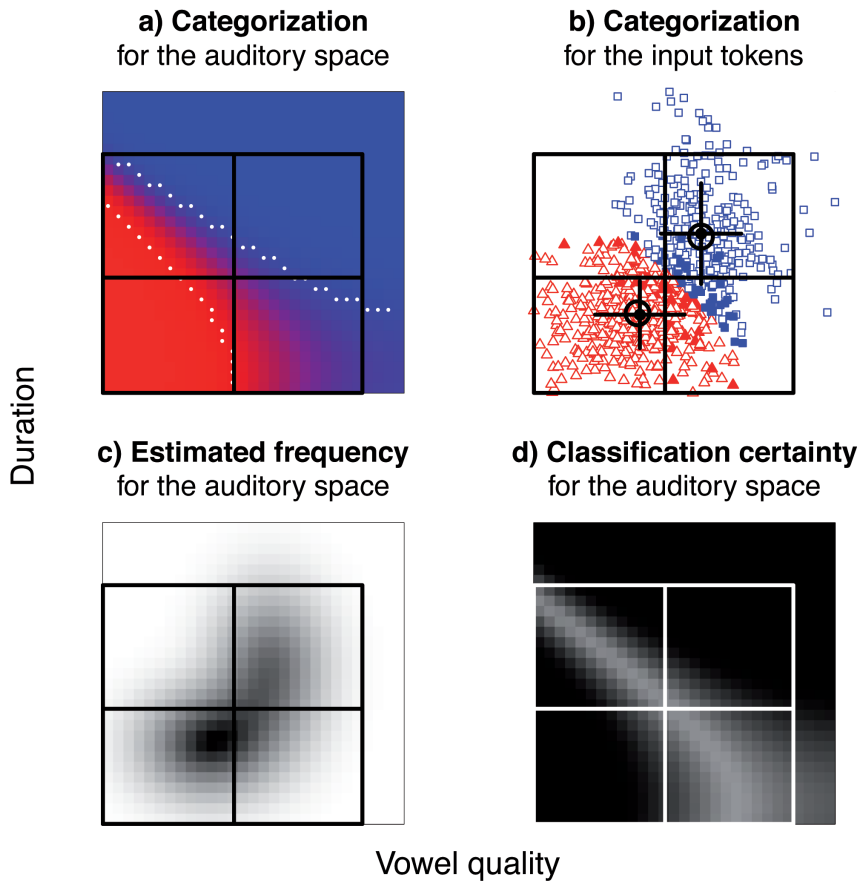 a) Categorization
for the auditory space
b) Categorization
for the input tokens
Duration
c) Estimated frequency
for the auditory space
d) Classification certainty
for the auditory space
Vowel quality